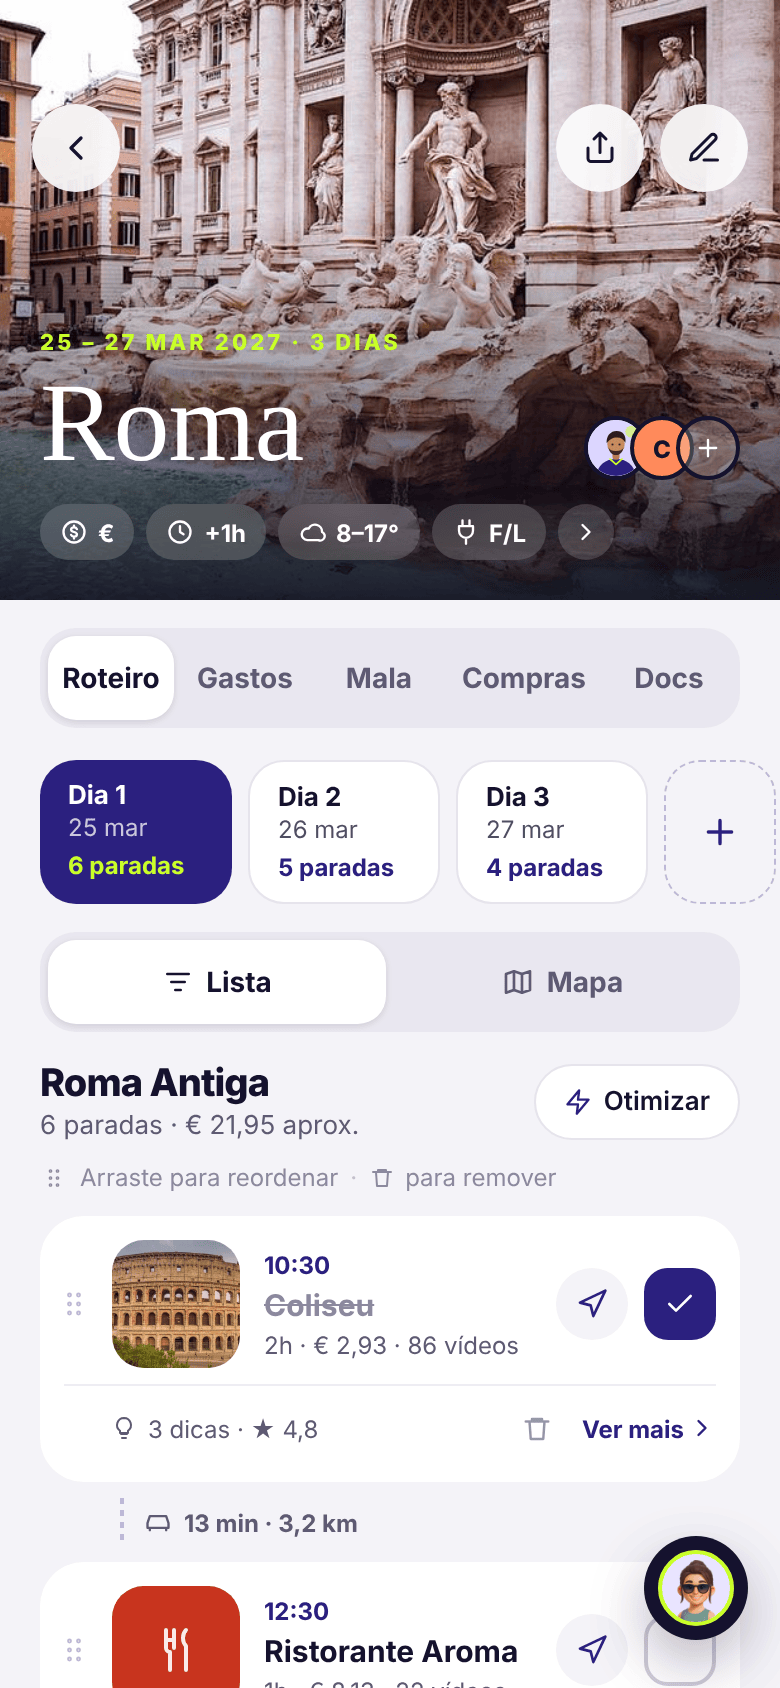 25 – 27 MAR 2027 · 3 DIAS
Roma
C
€
+1h
8–17°
F/L
Roteiro
Gastos
Mala
Compras
Docs
Dia 1
25 mar
6 paradas
Dia 2
26 mar
5 paradas
Dia 3
27 mar
4 paradas
Lista
Mapa
Roma Antiga
6 paradas · € 21,95 aprox.
Otimizar
Arraste para reordenar · para remover
10:30
Coliseu
2h · € 2,93 · 86 vídeos
3 dicas · ★ 4,8
Ver mais
13 min · 3,2 km
12:30
Ristorante Aroma